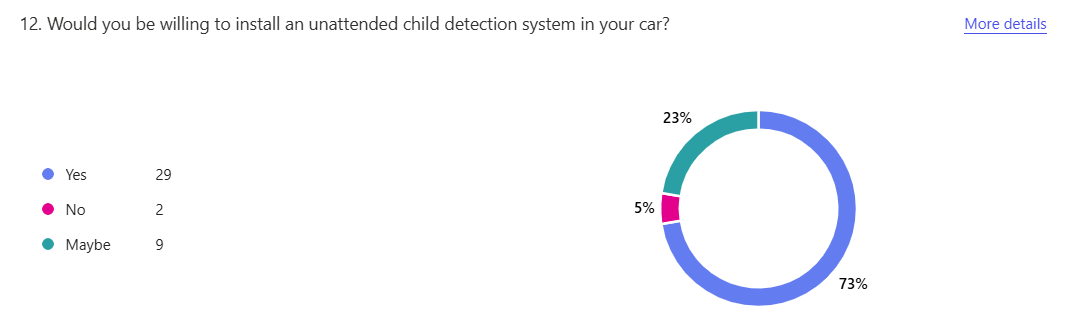 12. Would you be willing to install an unattended child detection system in your car?
More details
Yes 29
No 2
Maybe 9
23%
5%
73%